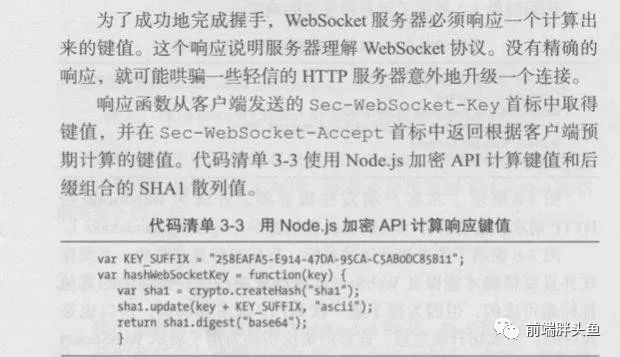 为了成功地完成握手，WebSocket 服务器必须响应一个计算出
来的键值。这个响应说明服务器理解 WebSocket 协议。没有精确的
响应，就可能哄骗一些轻信的 HTTP 服务器意外地升级一个连接。
响应函数从客户端发送的 Sec-WebSocket-Key 首标中取得
键值，并在 Sec-WebSocket-Accept 首标中返回根据客户端预
期计算的键值。代码清单 3-3 使用 Node.js 加密 API 计算键值和后
缀组合的 SHA1 散列值。
代码清单 3-3 用 Node.js 加密 API 计算响应键值
var KEY_SUFFIX = "258EAFA5-E914-47DA-95CA-C5AB0DC85B11";
var hashWebSocketKey = function(key) {
var sha1 = crypto.createHash("sha1");
sha1.update(key + KEY_SUFFIX, "ascii");
return sha1.digest("base64");
}
前端胖头鱼